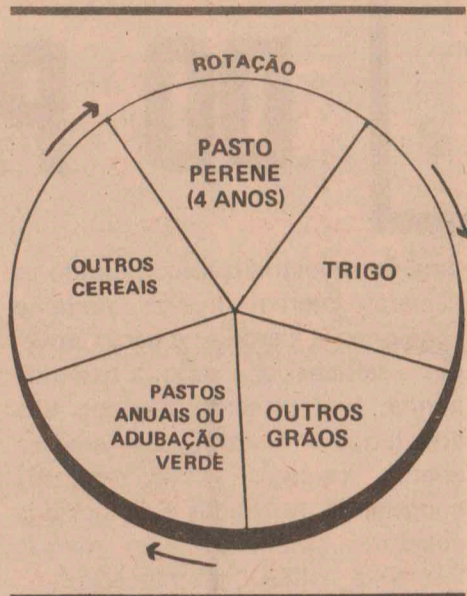 ROTAÇÃO
PASTO
PERENE
(4 ANOS)
TRIGO
OUTROS
GRÃOS
PASTOS
ANUAIS OU
ADUBAÇÃO
VERDE
OUTROS
CEREAIS